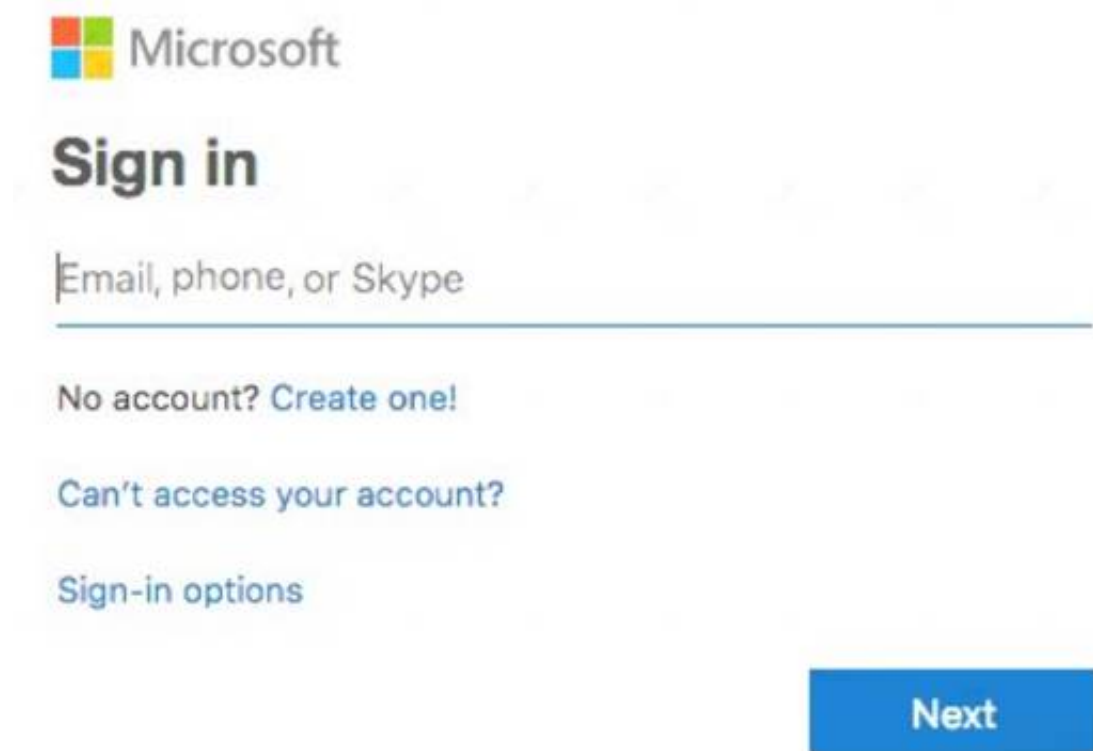 Microsoft
Sign in
Email, phone, or Skype
No account? Create one!
Can't access your account?
Sign-in options
Next